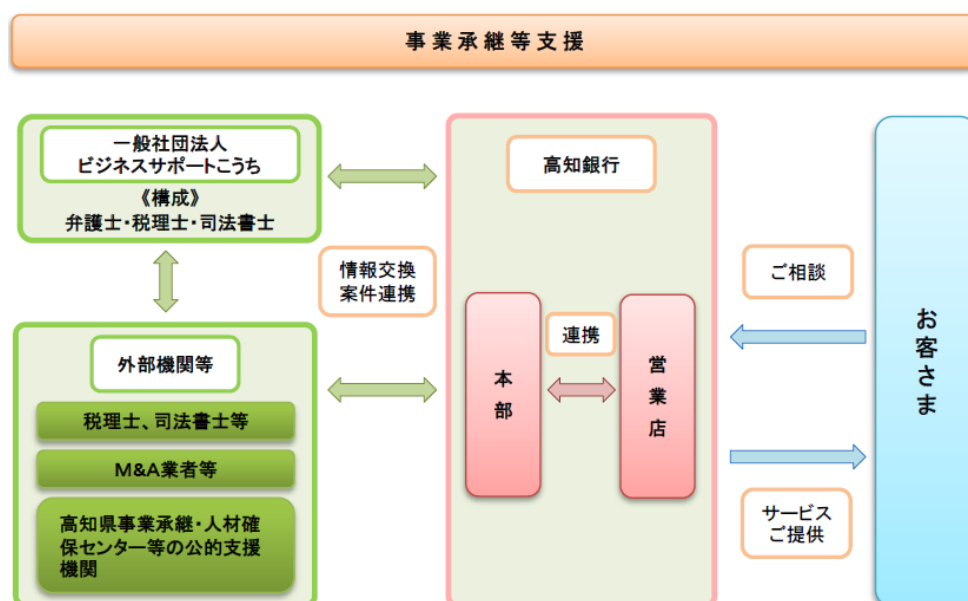 事業承継等支援
一般社団法人
ビジネスサポートこうち
《構成》
弁護士・税理士・司法書士
高知銀行
情報交換
案件連携
ご相談
外部機関等
税理士、司法書士等
M&A業者等
高知県事業承継・人材確
保センター等の公的支援
機関
本部
連携
営業店
サービス
ご提供
お客さま